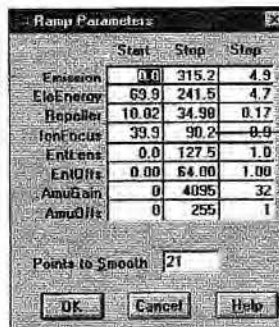 Ramp Parameters
Start Stop Step
Emission 0.0 315.2 4.9
EleEnergy 69.9 241.5 4.7
Repeller 10.02 34.98 0.17
IonFocus 39.9 90.2 0.9
EntLens 0.0 127.5 1.0
EntOffs 0.00 64.00 1.00
AmuGain 0 4095 32
AmuOffs 0 255 1
Points to Smooth 21
OK Cancel Help